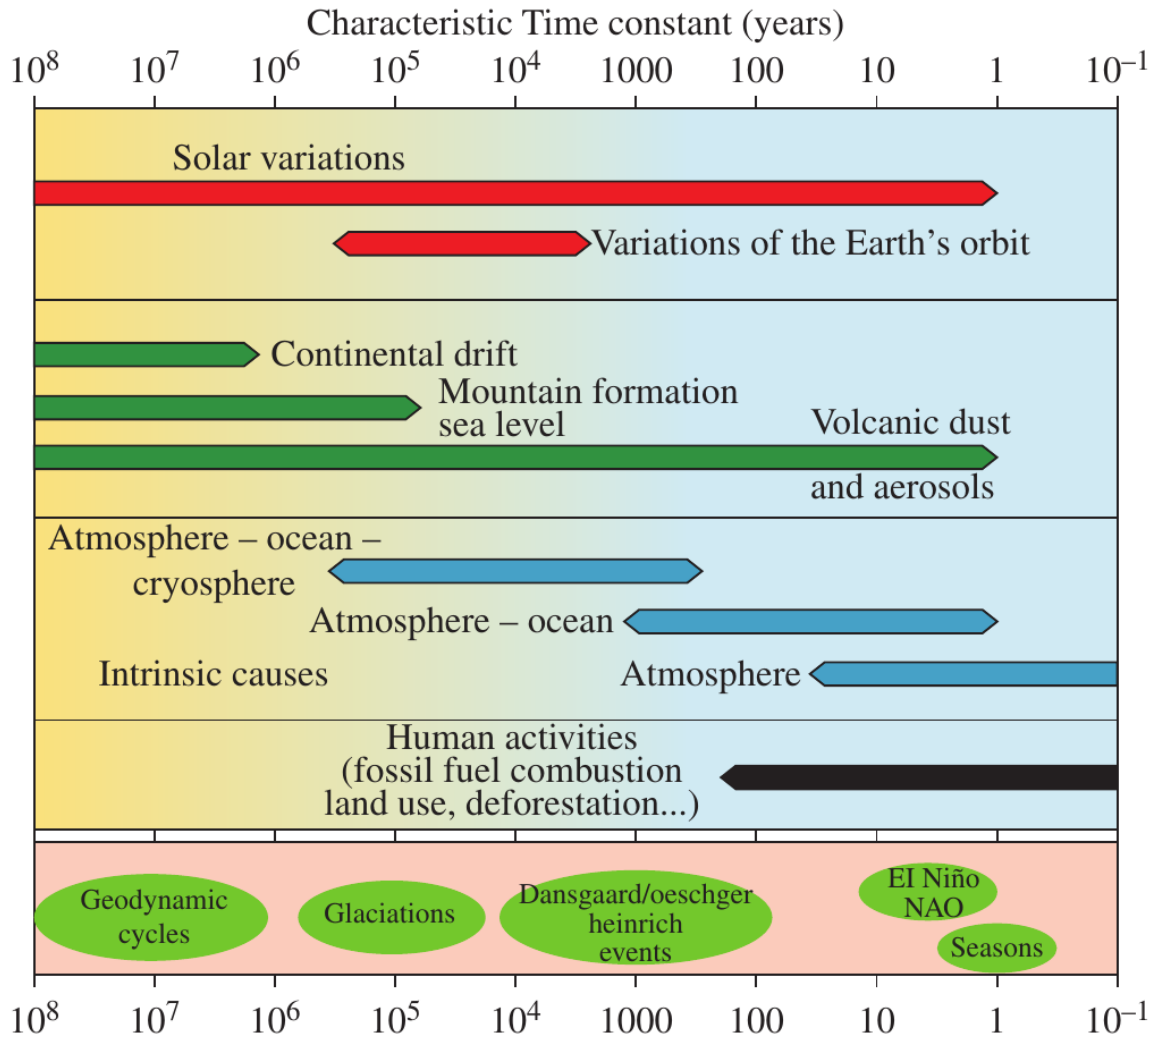 Characteristic Time constant (years)
10⁸ 10⁷ 10⁶ 10⁵ 10⁴ 1000 100 10 1 10⁻¹
Solar variations
Variations of the Earth's orbit
Continental drift
Mountain formation
sea level
Volcanic dust
and aerosols
Atmosphere – ocean –
cryosphere
Atmosphere – ocean
Intrinsic causes
Atmosphere
Human activities
(fossil fuel combustion
land use, deforestation...)
Geodynamic
cycles
Glaciations
Dansgaard/oeschger
heinrich
events
EI Niño
NAO
Seasons
10⁸ 10⁷ 10⁶ 10⁵ 10⁴ 1000 100 10 1 10⁻¹